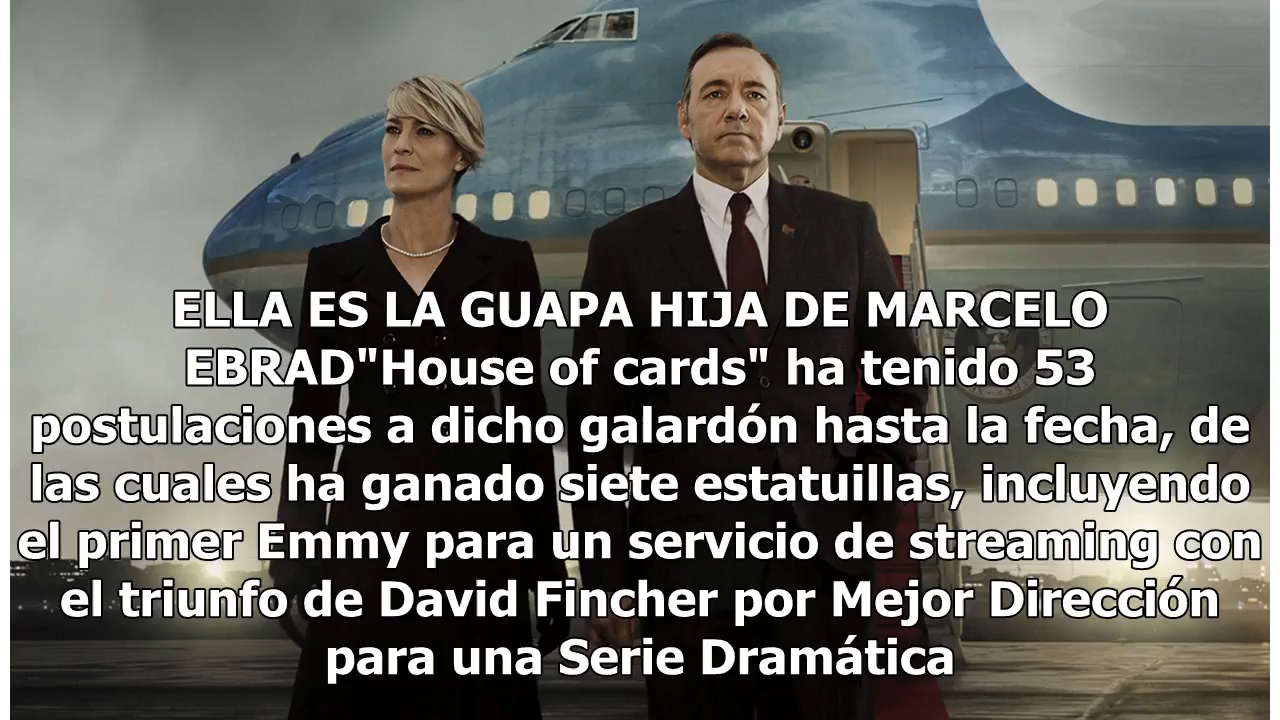 ELLA ES LA GUAPA HIJA DE MARCELO
EBRAD"House of cards" ha tenido 53
postulaciones a dicho galardón hasta la fecha, de
las cuales ha ganado siete estatuillas, incluyendo
el primer Emmy para un servicio de streaming con
el triunfo de David Fincher por Mejor Dirección
para una Serie Dramática